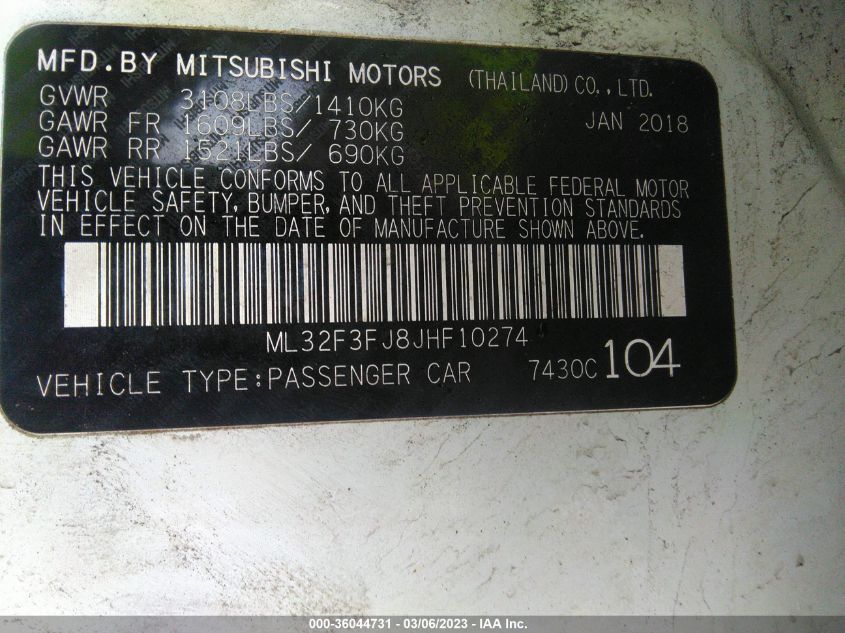 MFD.BY MITSUBISHI MOTORS (THAILAND) CO.,LTD.
GVWR 3108LBS/1410KG
GAWR FR 1609LBS/ 730KG JAN 2018
GAWR RR 1521LBS/ 690KG
THIS VEHICLE CONFORMS TO ALL APPLICABLE FEDERAL MOTOR
VEHICLE SAFETY, BUMPER, AND THEFT PREVENTION STANDARDS
IN EFFECT ON THE DATE OF MANUFACTURE SHOWN ABOVE.
ML32F3FJ8JHF10274
VEHICLE TYPE:PASSENGER CAR 7430C 104
000-36044731 - 03/06/2023 - IAA Inc.